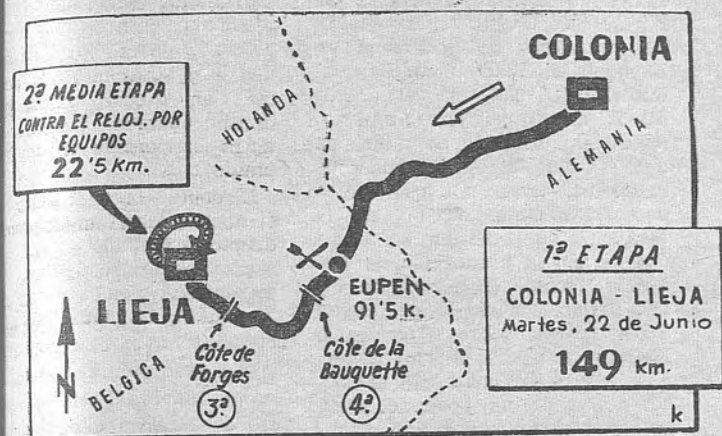 COLONIA
2ª MEDIA ETAPA
CONTRA EL RELOJ. POR
EQUIPOS
22'5 Km.
HOLANDA
ALEMANIA
1ª ETAPA
COLONIA - LIEJA
Martes, 22 de Junio
149 km.
EUPEN
91'5 K.
LIEJA
Côte de
Forges
3ª
Côte de la
Bauquette
4ª
BELGICA
N
k